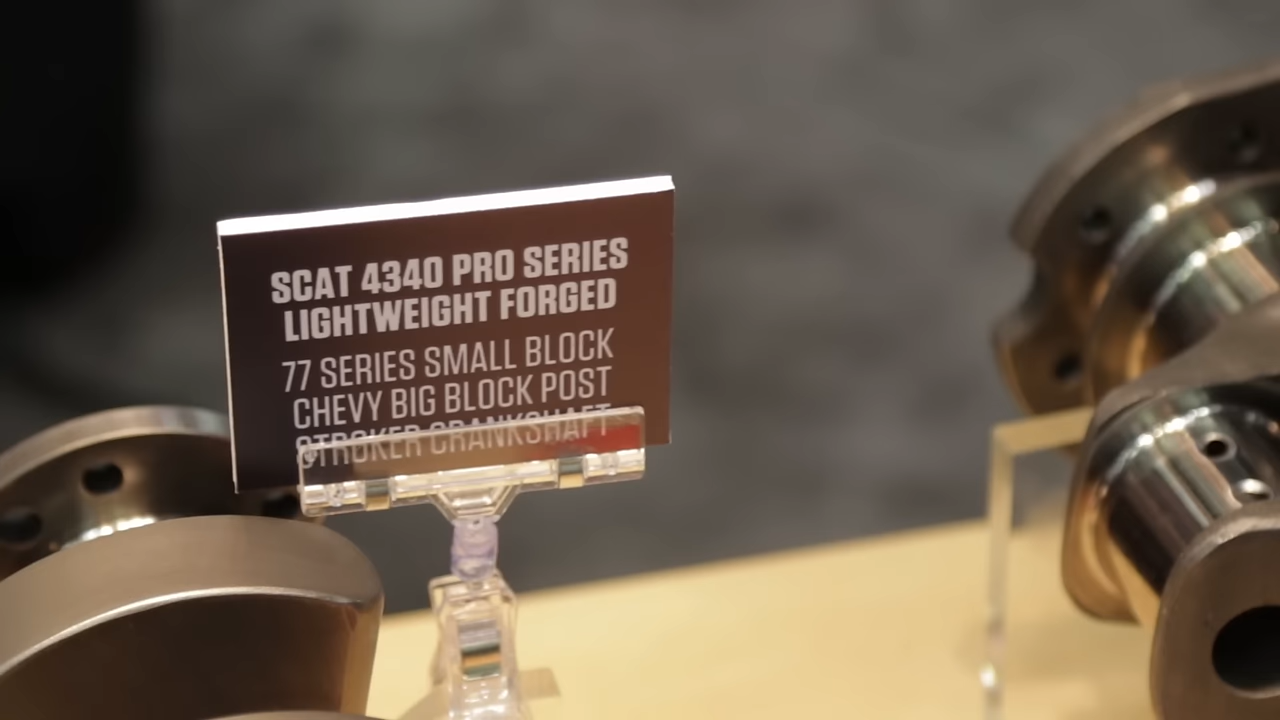 SCAT 4340 PRO SERIES
LIGHTWEIGHT FORGED
77 SERIES SMALL BLOCK
CHEVY BIG BLOCK POST
STROKER CRANKSHAFT